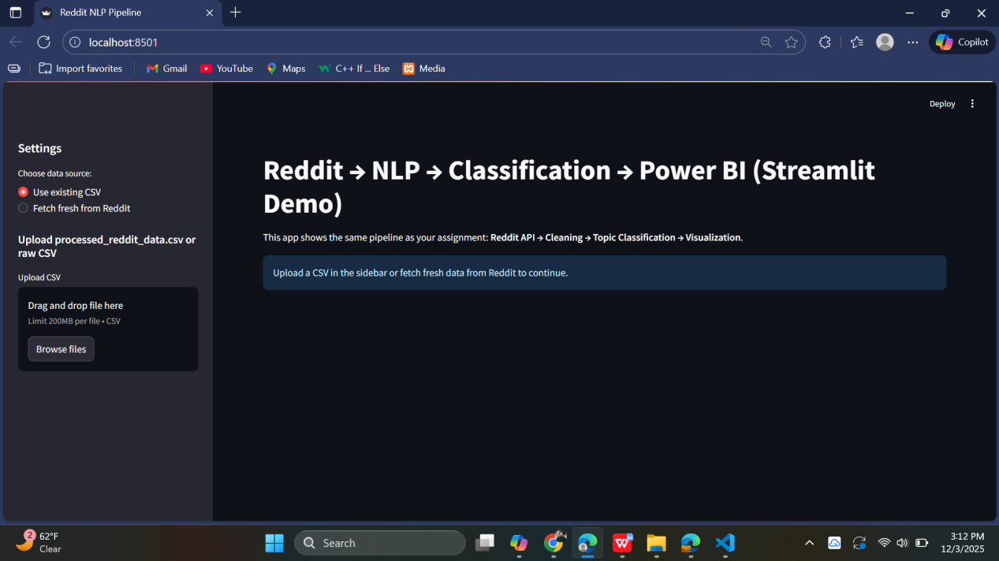 Reddit NLP Pipeline
localhost:8501
Copilot
Import favorites
Gmail
YouTube
Maps
C++ If ... Else
Media
Deploy
Settings
Choose data source:
Use existing CSV
Fetch fresh from Reddit
Upload processed_reddit_data.csv or
raw CSV
Upload CSV
Drag and drop file here
Limit 200MB per file • CSV
Browse files
Reddit → NLP → Classification → Power BI (Streamlit
Demo)
This app shows the same pipeline as your assignment: Reddit API → Cleaning → Topic Classification → Visualization.
Upload a CSV in the sidebar or fetch fresh data from Reddit to continue.
2
62°F
Clear
Search
3:12 PM
12/3/2025